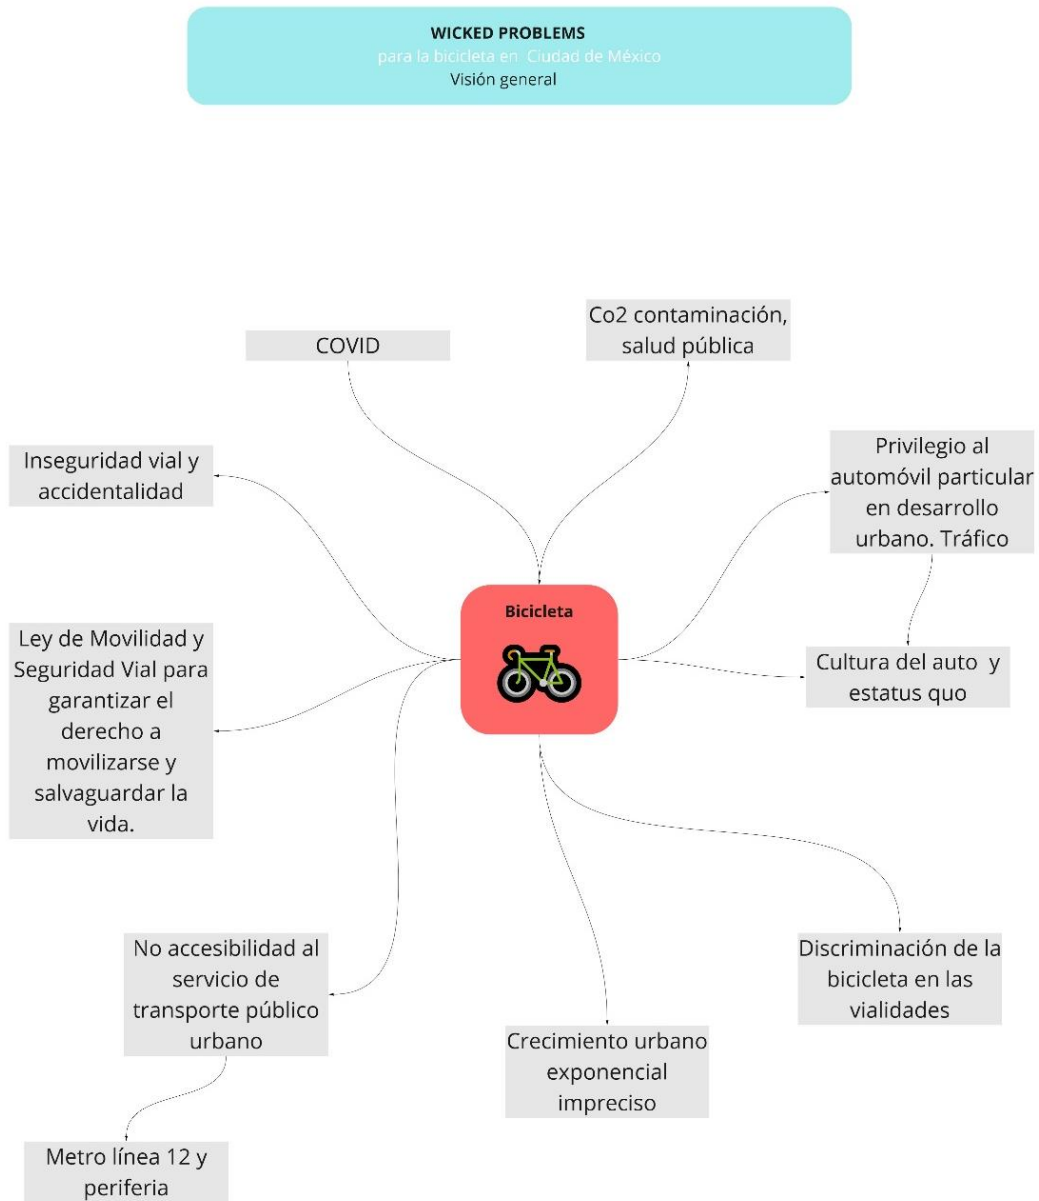 WICKED PROBLEMS
para la bicicleta en Ciudad de México
Visión general
COVID
Co2 contaminación,
salud pública
Inseguridad vial y
accidentalidad
Privilegio al
automóvil particular
en desarrollo
urbano. Tráfico
Bicicleta
Ley de Movilidad y
Seguridad Vial para
garantizar el
derecho a
movilizarse y
salvaguardar la
vida.
Cultura del auto y
estatus quo
No accesibilidad al
servicio de
transporte público
urbano
Discriminación de la
bicicleta en las
vialidades
Crecimiento urbano
exponencial
impreciso
Metro línea 12 y
periferia